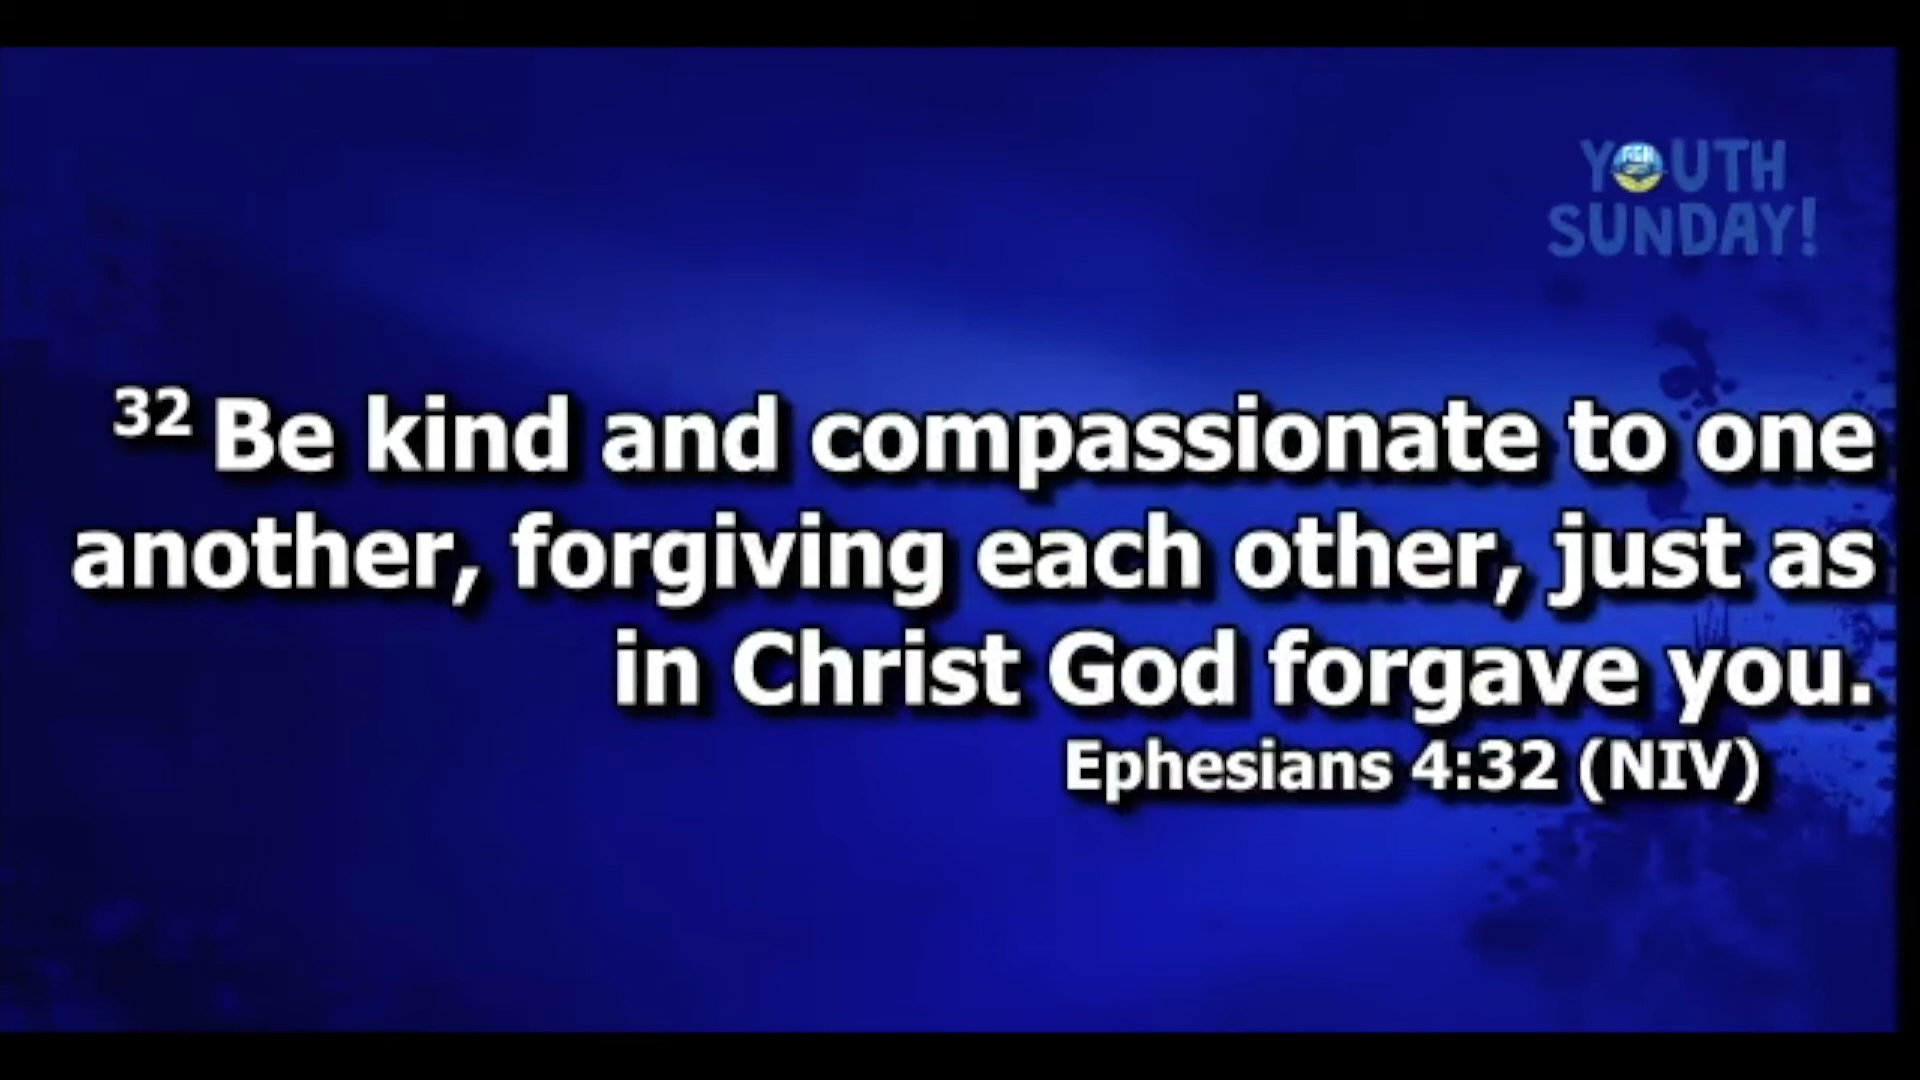 YOUTH
SUNDAY!
32 Be kind and compassionate to one
another, forgiving each other, just as
in Christ God forgave you.
Ephesians 4:32 (NIV)